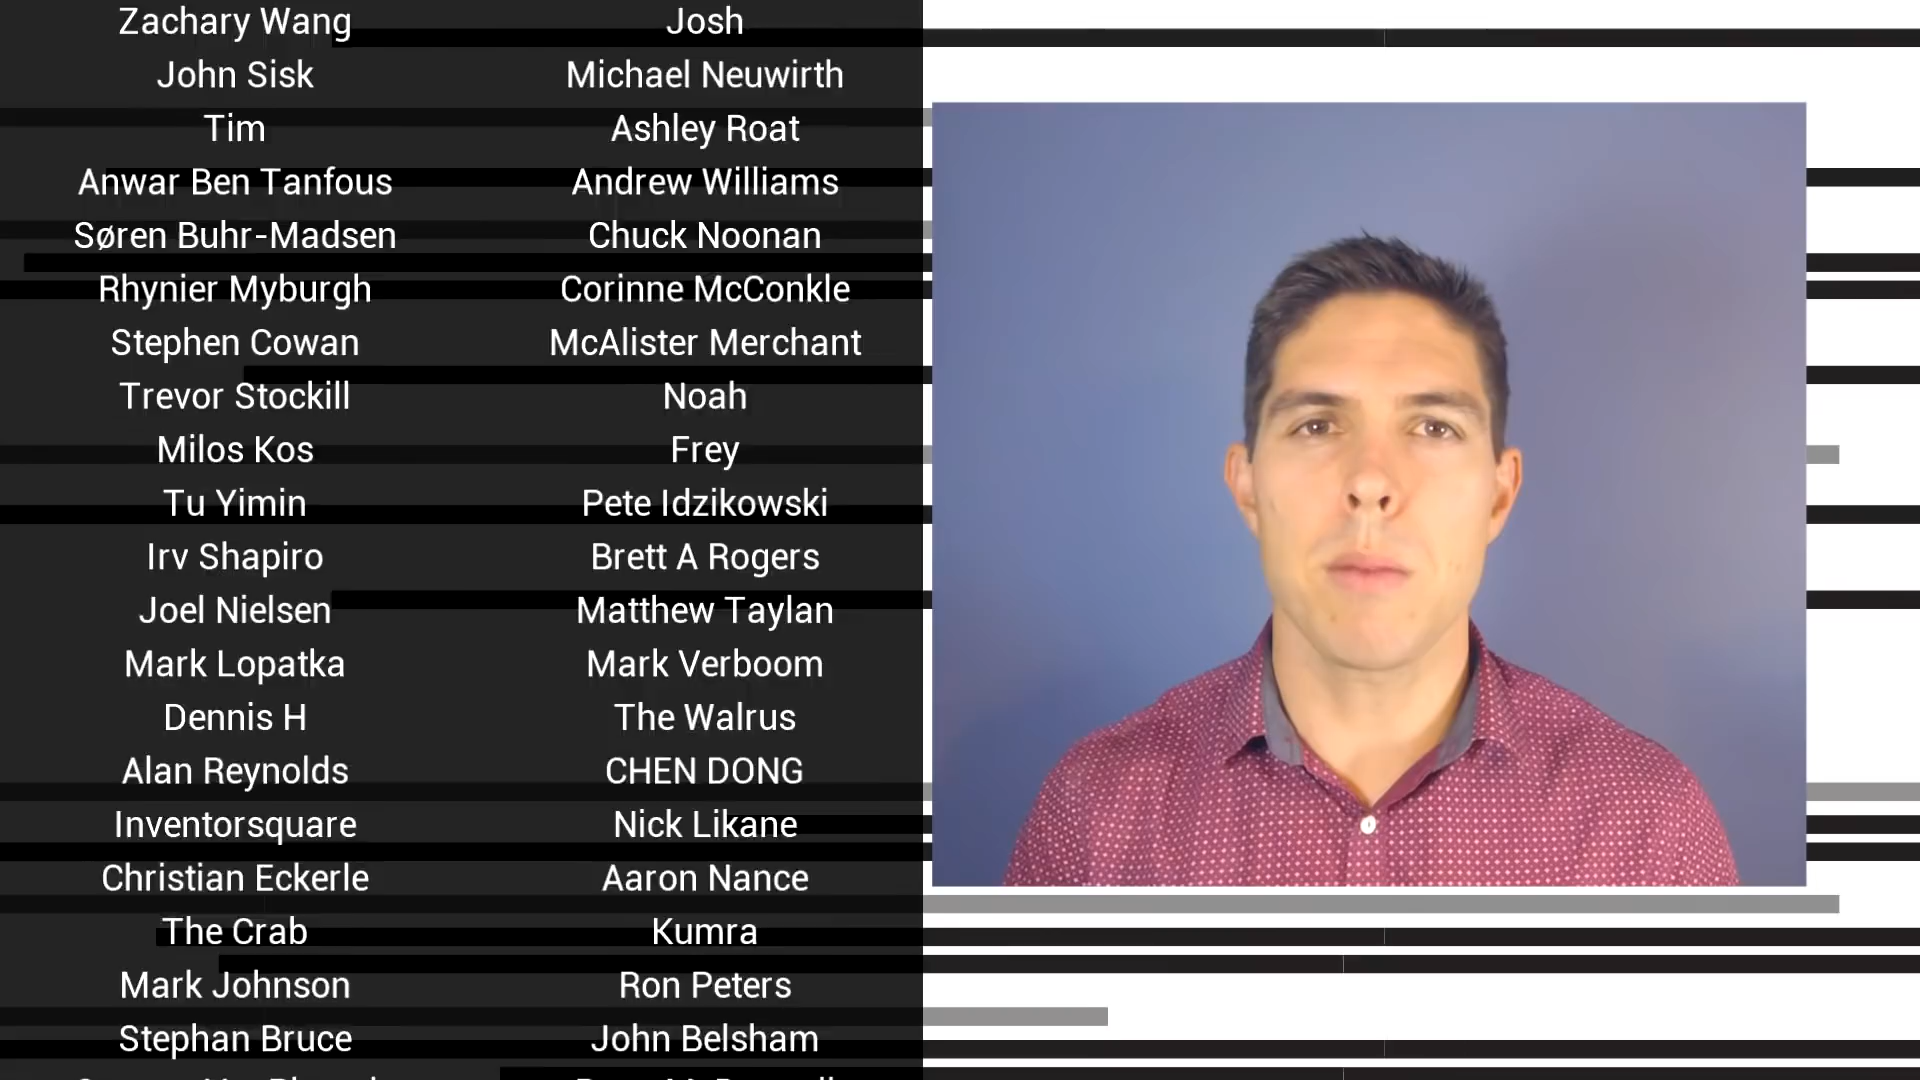 Zachary Wang
Josh
John Sisk
Michael Neuwirth
Tim
Ashley Roat
Anwar Ben Tanfous
Andrew Williams
Søren Buhr-Madsen
Chuck Noonan
Rhynier Myburgh
Corinne McConkle
Stephen Cowan
McAlister Merchant
Trevor Stockill
Noah
Milos Kos
Frey
Tu Yimin
Pete Idzikowski
Irv Shapiro
Brett A Rogers
Joel Nielsen
Matthew Taylan
Mark Lopatka
Mark Verboom
Dennis H
The Walrus
Alan Reynolds
CHEN DONG
Inventorsquare
Nick Likane
Christian Eckerle
Aaron Nance
The Crab
Kumra
Mark Johnson
Ron Peters
Stephan Bruce
John Belsham